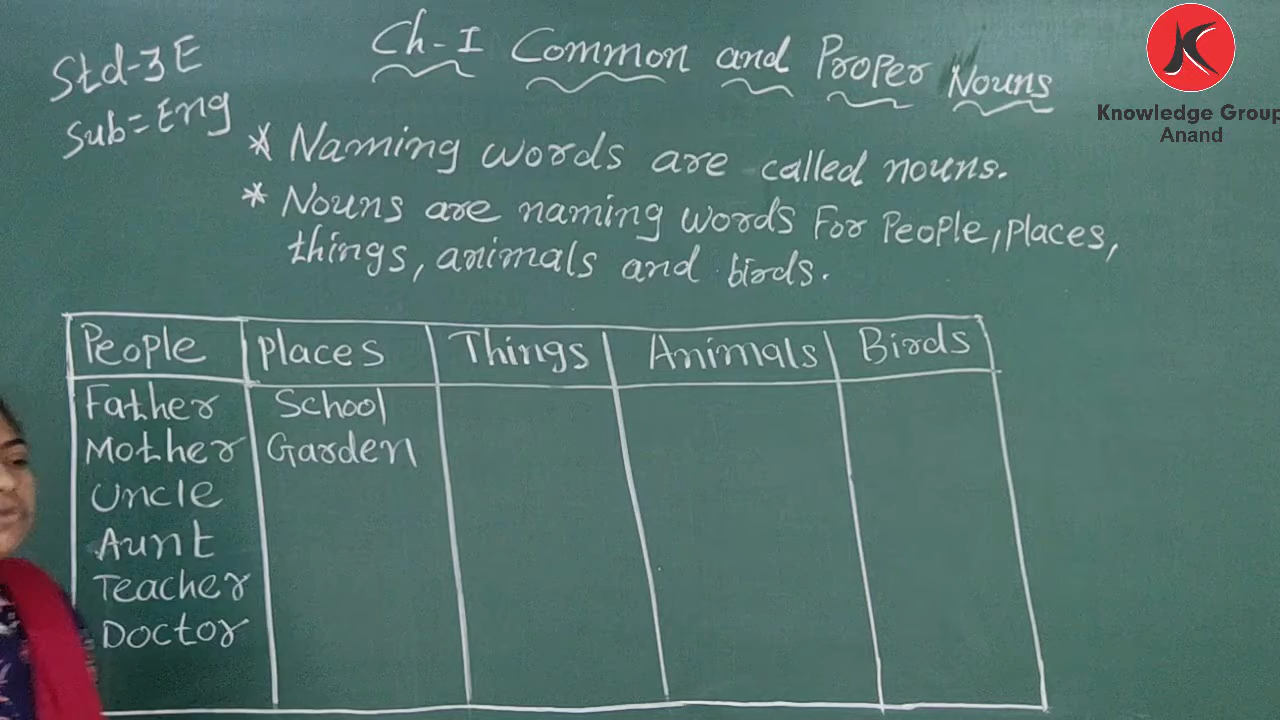 Std-3 E
Sub=Eng
Ch-I Common and Proper Nouns
Knowledge Group
Anand
* Naming words are called nouns.
* Nouns are naming words for People, places,
things, animals and birds.
People Places Things Animals Birds
Father School
Mother Garden
Uncle
Aunt
Teacher
Doctor